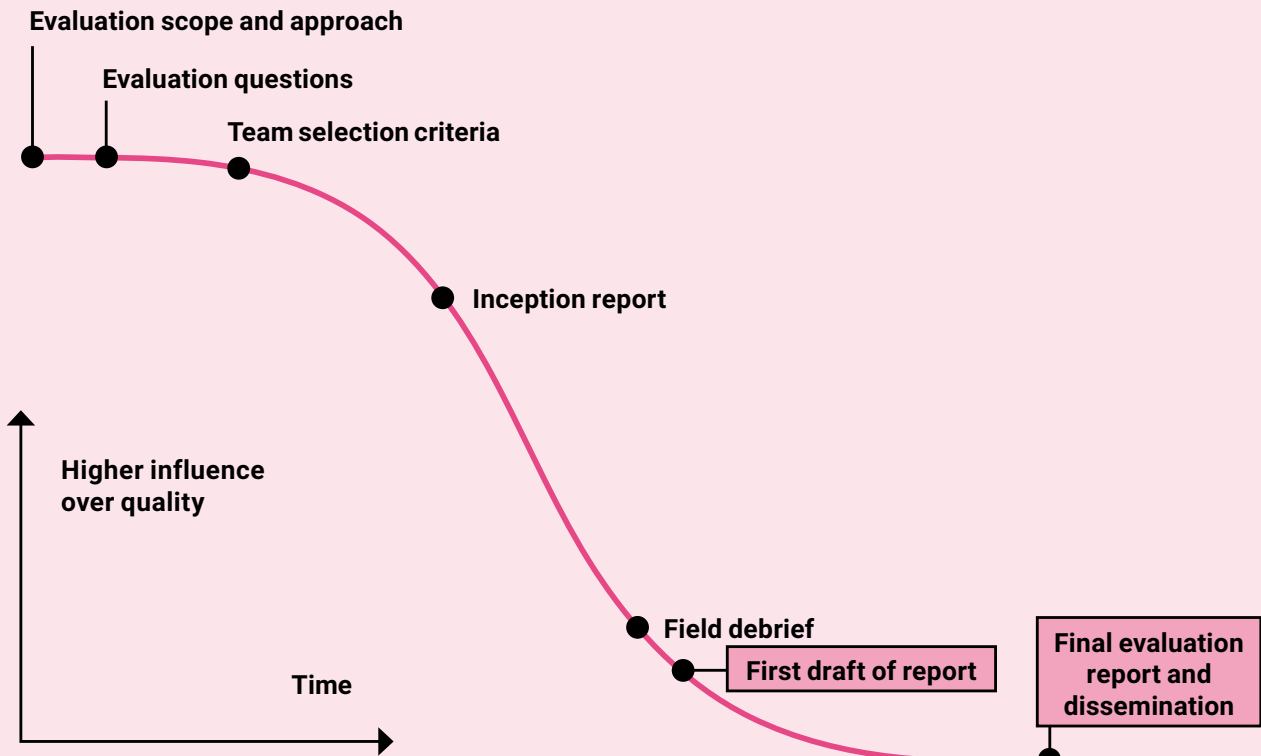 Evaluation scope and approach
Evaluation questions
Team selection criteria
Inception report
Higher influence
over quality
Field debrief
First draft of report
Final evaluation
report and
dissemination
Time